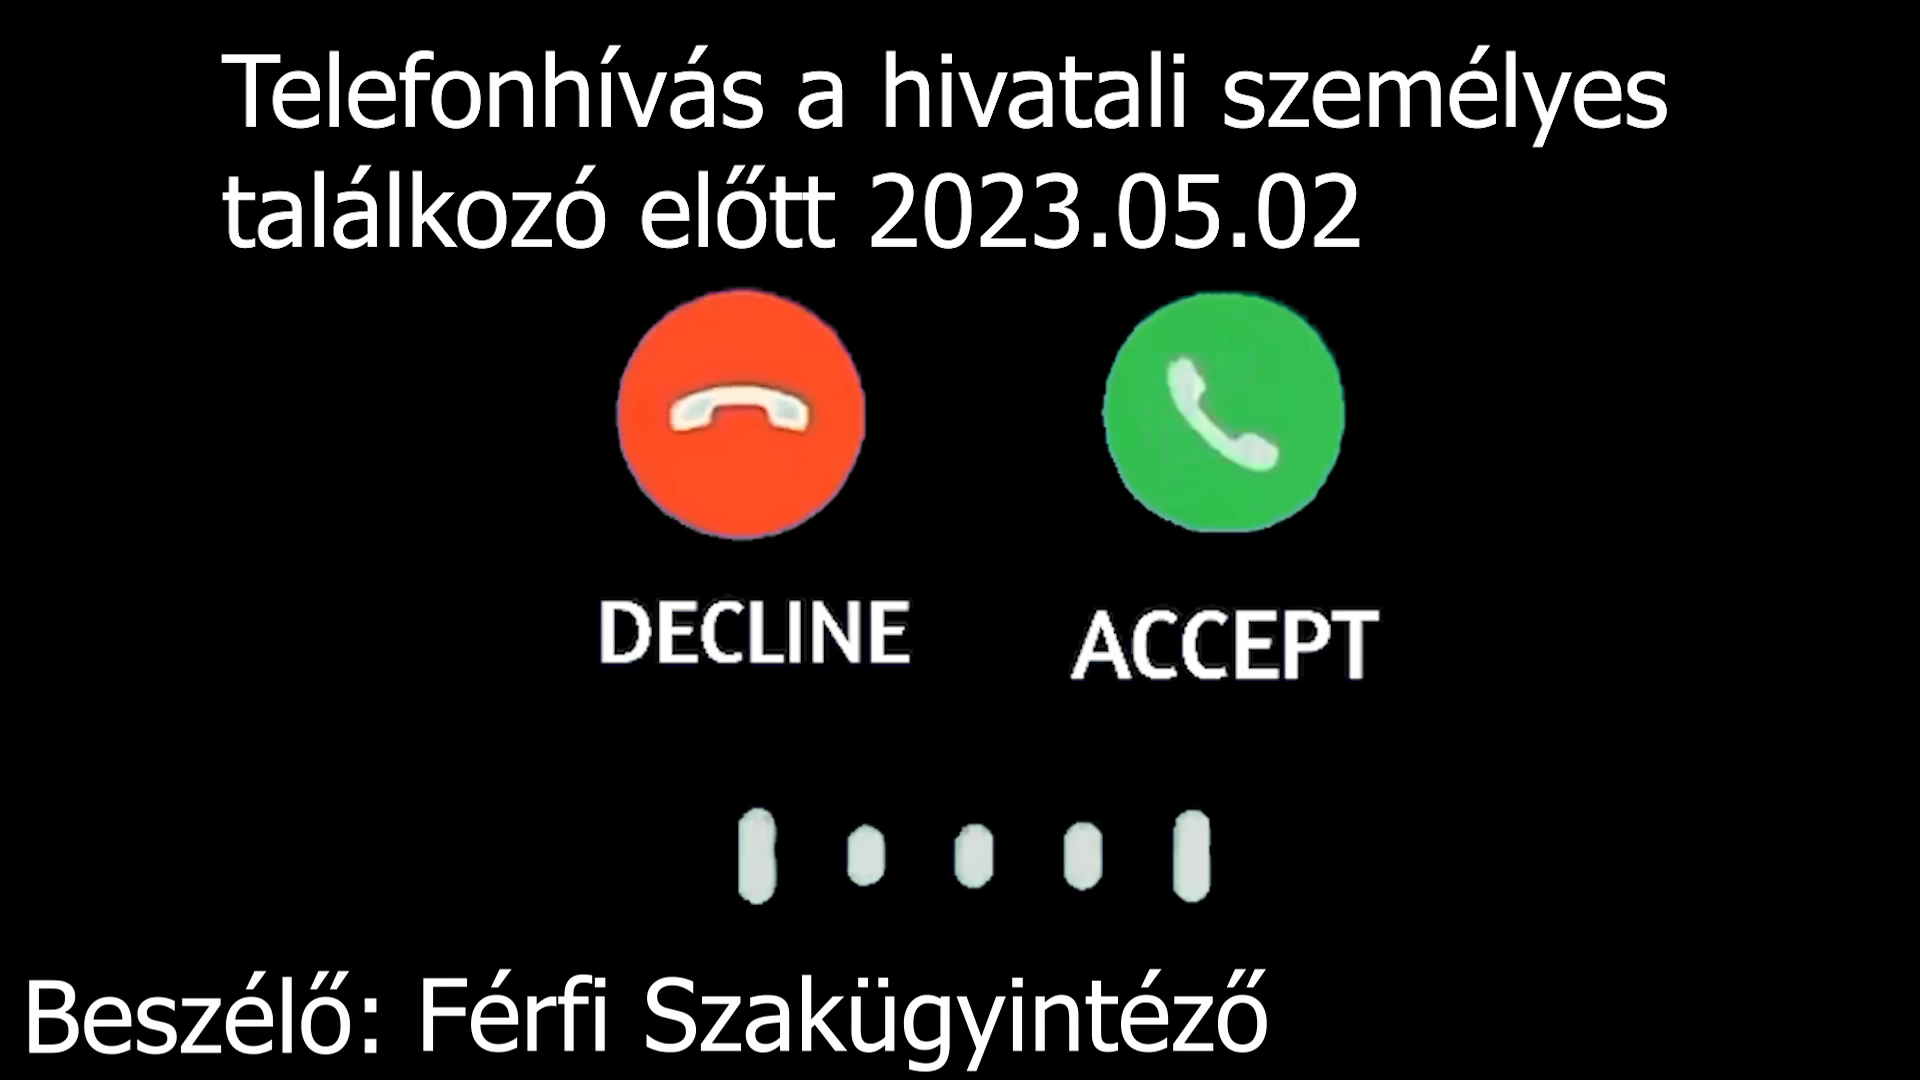 Telefonhívás a hivatali személyes
találkozó előtt 2023.05.02
DECLINE
ACCEPT
Beszélő: Férfi Szakügyintéző